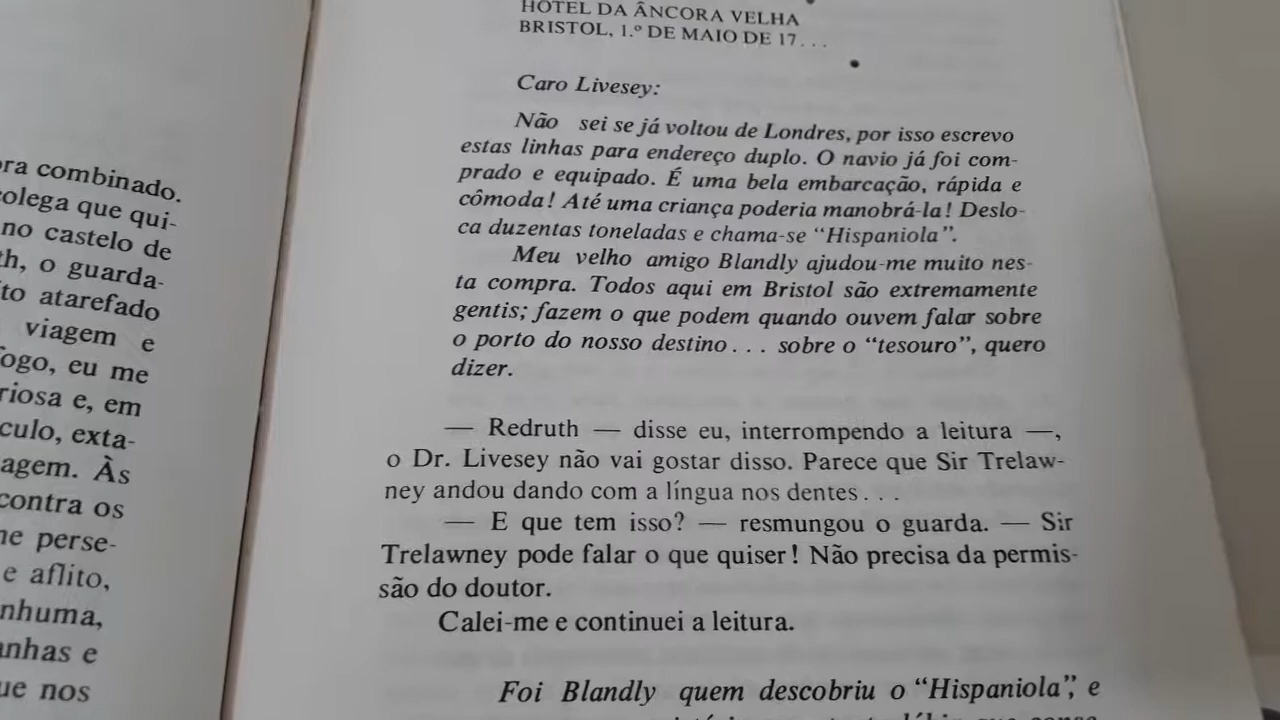 ora combinado.
colega que qui-
no castelo de
th, o guarda-
ito atarefado
viagem e
fogo, eu me
riosa e, em
culo, exta-
agem. Às
contra os
me perse-
e aflito,
nhuma,
anhas e
ue nos
HOTEL DA ÂNCORA VELHA
BRISTOL, 1.º DE MAIO DE 17...
Caro Livesey:
Não sei se já voltou de Londres, por isso escrevo
estas linhas para endereço duplo. O navio já foi com-
prado e equipado. É uma bela embarcação, rápida e
cômoda! Até uma criança poderia manobrá-la! Deslo-
ca duzentas toneladas e chama-se “Hispaniola”.
Meu velho amigo Blandly ajudou-me muito nes-
ta compra. Todos aqui em Bristol são extremamente
gentis; fazem o que podem quando ouvem falar sobre
o porto do nosso destino... sobre o “tesouro”, quero
dizer.
— Redruth — disse eu, interrompendo a leitura —,
o Dr. Livesey não vai gostar disso. Parece que Sir Trelaw-
ney andou dando com a língua nos dentes...
— E que tem isso? — resmungou o guarda. — Sir
Trelawney pode falar o que quiser! Não precisa da permis-
são do doutor.
Calei-me e continuei a leitura.
Foi Blandly quem descobriu o “Hispaniola”, e